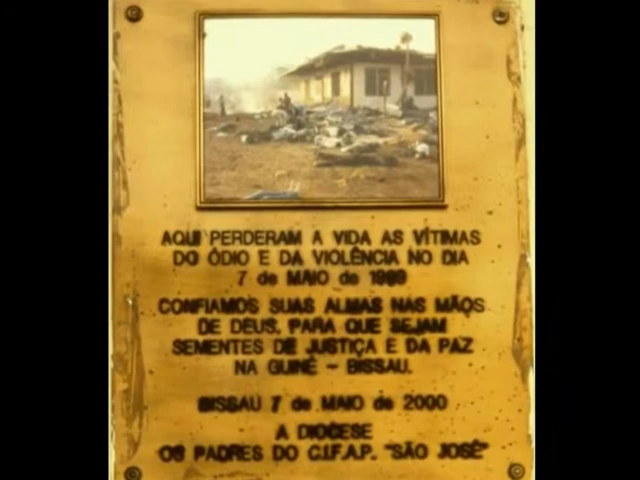 AQUI PERDERAM A VIDA AS VÍTIMAS
DO ÓDIO E DA VIOLÊNCIA NO DIA
7 de MAIO de 1999
CONFIAMOS SUAS ALMAS NAS MÃOS
DE DEUS, PARA QUE SEJAM
SEMENTES DE JUSTIÇA E DA PAZ
NA GUINÉ - BISSAU.
BISSAU 7 de MAIO de 2000
A DIOCESE
OS PADRES DO C.I.F.A.P. "SÃO JOSÉ"